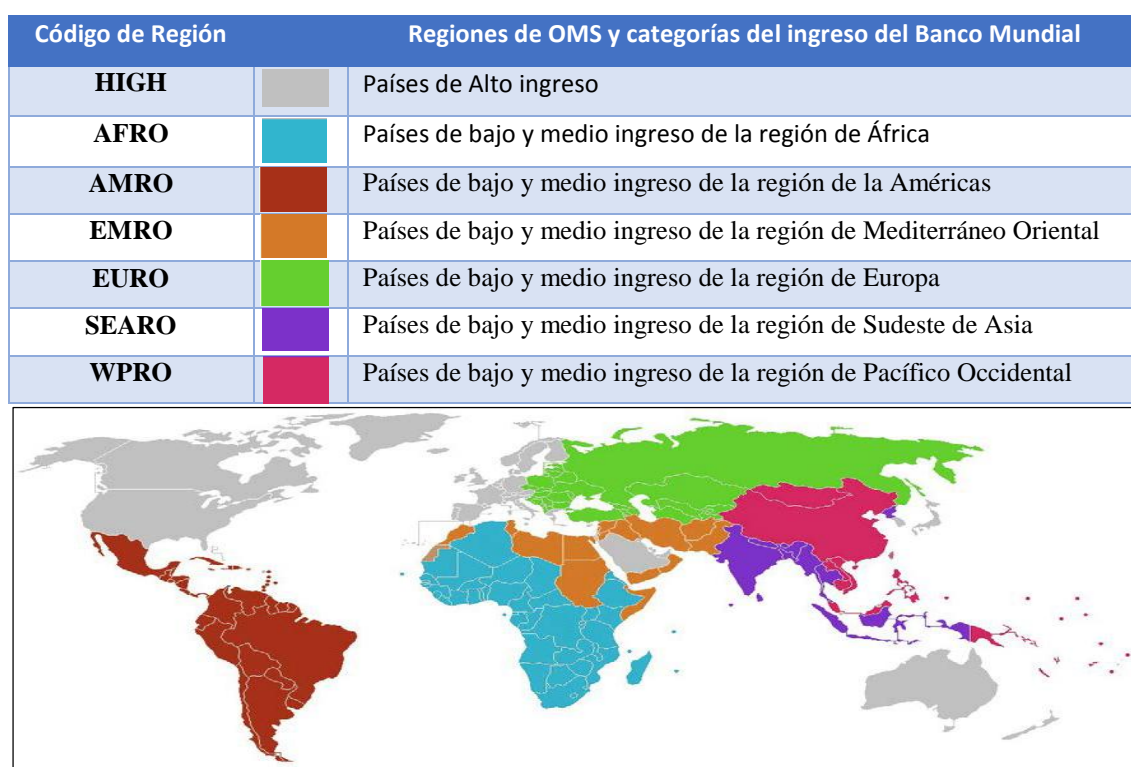 Código de Región Regiones de OMS y categorías del ingreso del Banco Mundial
HIGH Países de Alto ingreso
AFRO Países de bajo y medio ingreso de la región de África
AMRO Países de bajo y medio ingreso de la región de la Américas
EMRO Países de bajo y medio ingreso de la región de Mediterráneo Oriental
EURO Países de bajo y medio ingreso de la región de Europa
SEARO Países de bajo y medio ingreso de la región de Sudeste de Asia
WPRO Países de bajo y medio ingreso de la región de Pacífico Occidental